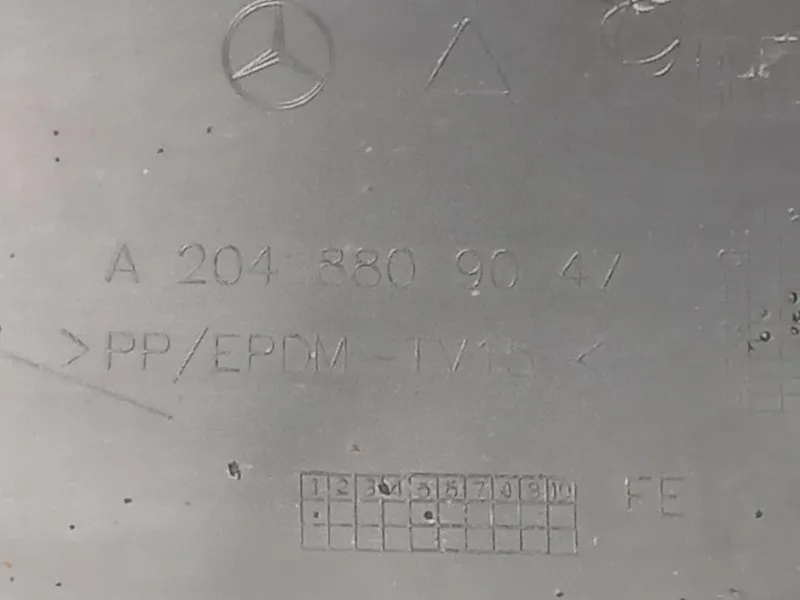 A 204 880 90 47
>PP/EPDM-TV15<
1 2 3 4 5 6 7 8 9 10
FE